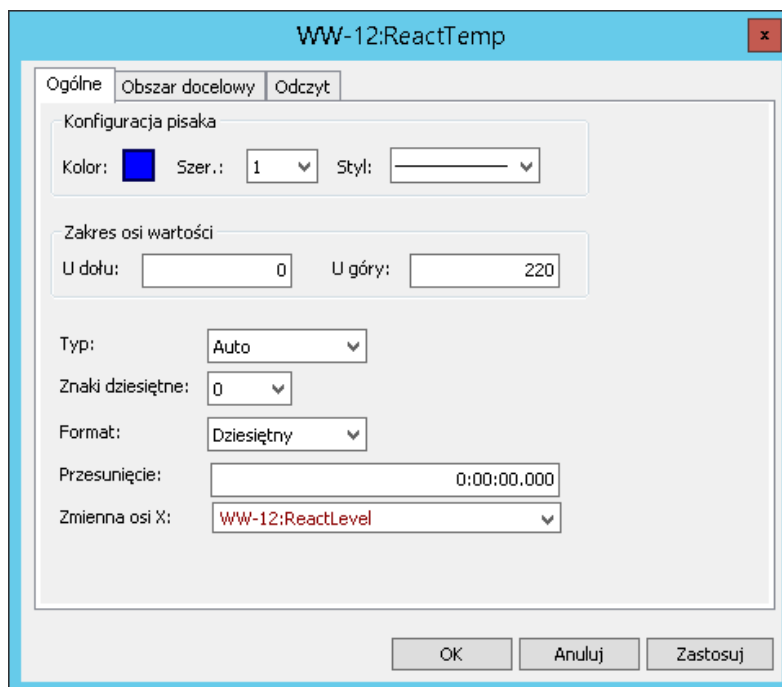 WW-12:ReactTemp x
Ogólne Obszar docelowy Odczyt
Konfiguracja pisaka
Kolor: Szer.: 1 Styl:
Zakres osi wartości
U dołu: 0 U góry: 220
Typ: Auto
Znaki dziesiętne: 0
Format: Dziesiętny
Przesunięcie: 0:00:00.000
Zmienna osi X: WW-12:ReactLevel
OK Anuluj Zastosuj